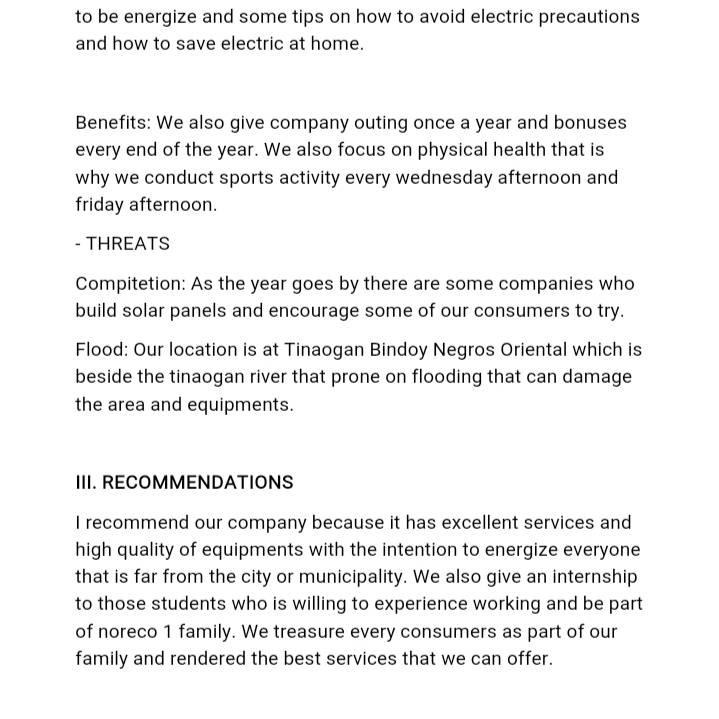 to be energize and some tips on how to avoid electric precautions
and how to save electric at home.
Benefits: We also give company outing once a year and bonuses
every end of the year. We also focus on physical health that is
why we conduct sports activity every wednesday afternoon and
friday afternoon.
- THREATS
Compitetion: As the year goes by there are some companies who
build solar panels and encourage some of our consumers to try.
Flood: Our location is at Tinaogan Bindoy Negros Oriental which is
beside the tinaogan river that prone on flooding that can damage
the area and equipments.
III. RECOMMENDATIONS
I recommend our company because it has excellent services and
high quality of equipments with the intention to energize everyone
that is far from the city or municipality. We also give an internship
to those students who is willing to experience working and be part
of noreco 1 family. We treasure every consumers as part of our
family and rendered the best services that we can offer.